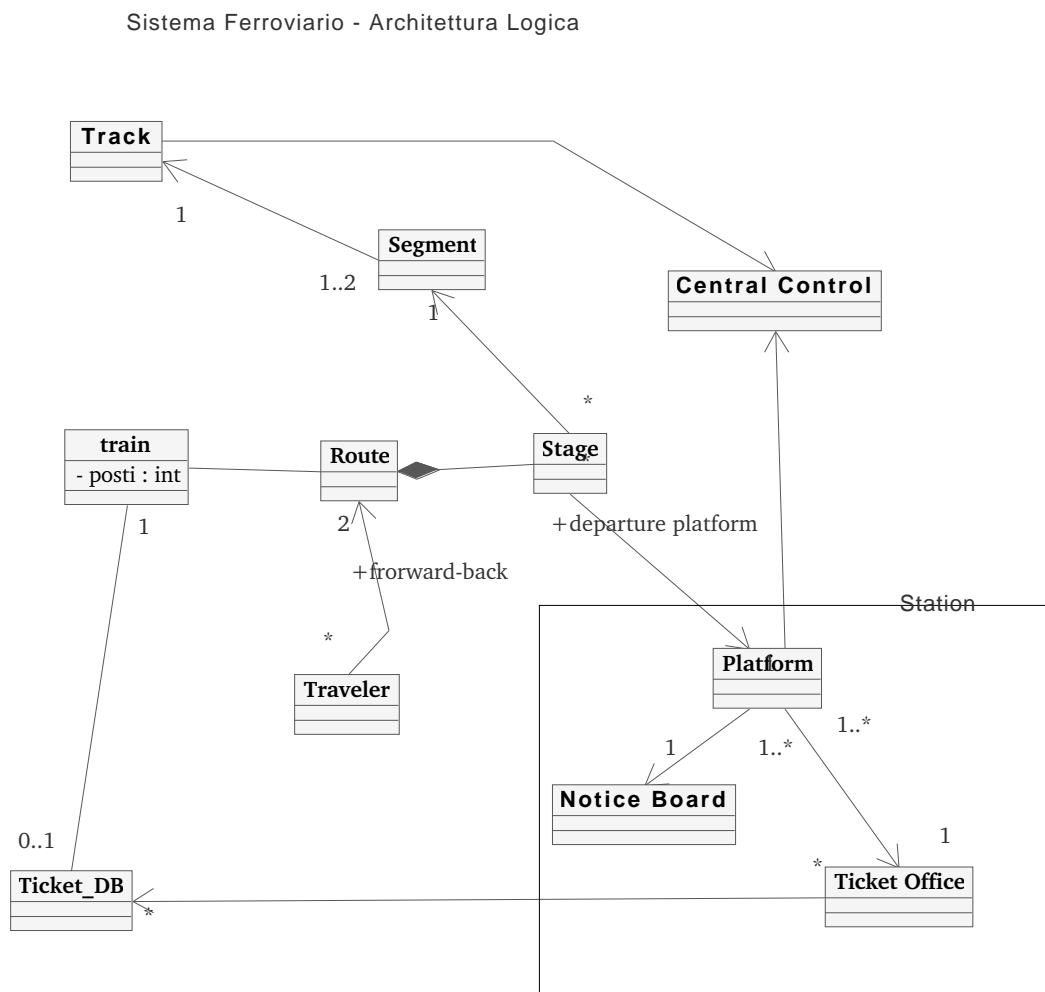 Sistema Ferroviario - Architettura Logica
Track
1
Segment
1..2
1
Central Control
*
train
- posti : int
1
Route
2
Stage
*
+departure platform
+frorward-back
*
Traveler
Station
Platform
1..*
1
1..*
Notice Board
1
0..1
*
Ticket_DB
*
Ticket Office